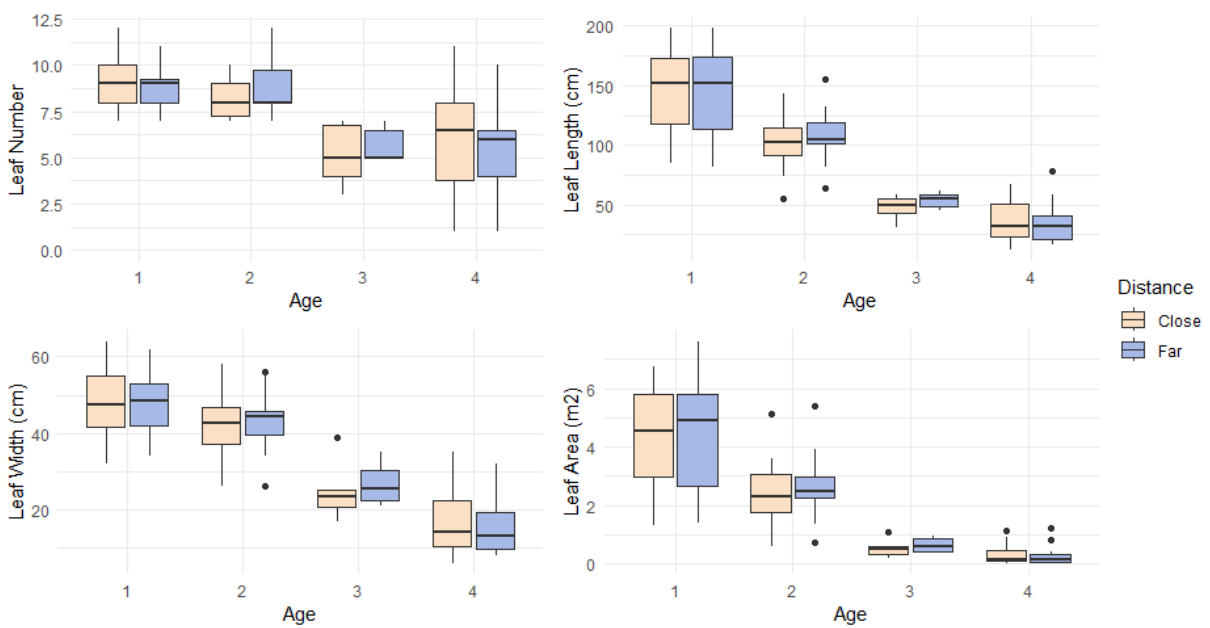 Leaf Number
12.5
10.0
7.5
5.0
2.5
0.0
1 2 3 4
Age
Leaf Length (cm)
200
150
100
50
1 2 3 4
Age
Leaf Width (cm)
60
40
20
1 2 3 4
Age
Leaf Area (m2)
6
4
2
0
1 2 3 4
Age
Distance
Close
Far